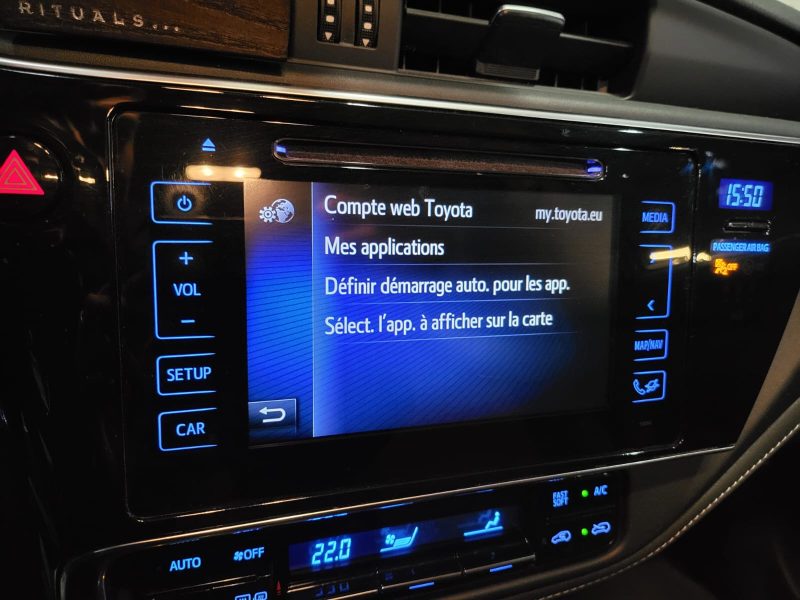 RITUALS...
Compte web Toyota my.toyota.eu
Mes applications
Définir démarrage auto. pour les app.
Sélect. l'app. à afficher sur la carte
+
VOL
−
SETUP
CAR
MEDIA
MAP/NAV
15:50
PASSENGER AIR BAG
OFF
FAST
SOFT
A/C
AUTO
OFF
22.0